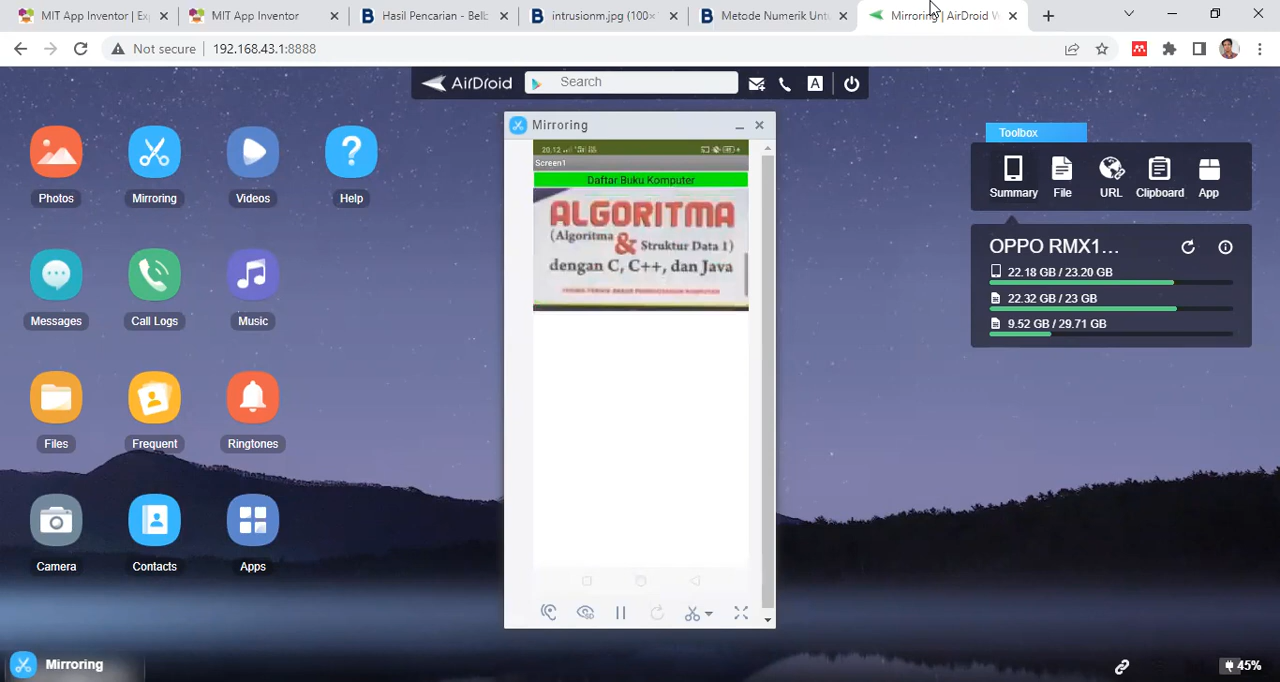 MIT App Inventor | Ex
MIT App Inventor
Hasil Pencarian - Belb
intrusionm.jpg (100×
Metode Numerik Untu
Mirroring | AirDroid W
Not secure
192.168.43.1:8888
AirDroid
Search
A
Mirroring
20.12
Screen1
Daftar Buku Komputer
ALGORITMA
(Algoritma & Struktur Data 1)
dengan C, C++, dan Java
Photos
Mirroring
Videos
Help
?
Messages
Call Logs
Music
Files
Frequent
Ringtones
Camera
Contacts
Apps
Toolbox
Summary
File
URL
Clipboard
App
OPPO RMX1...
22.18 GB / 23.20 GB
22.32 GB / 23 GB
9.52 GB / 29.71 GB
Mirroring
45%